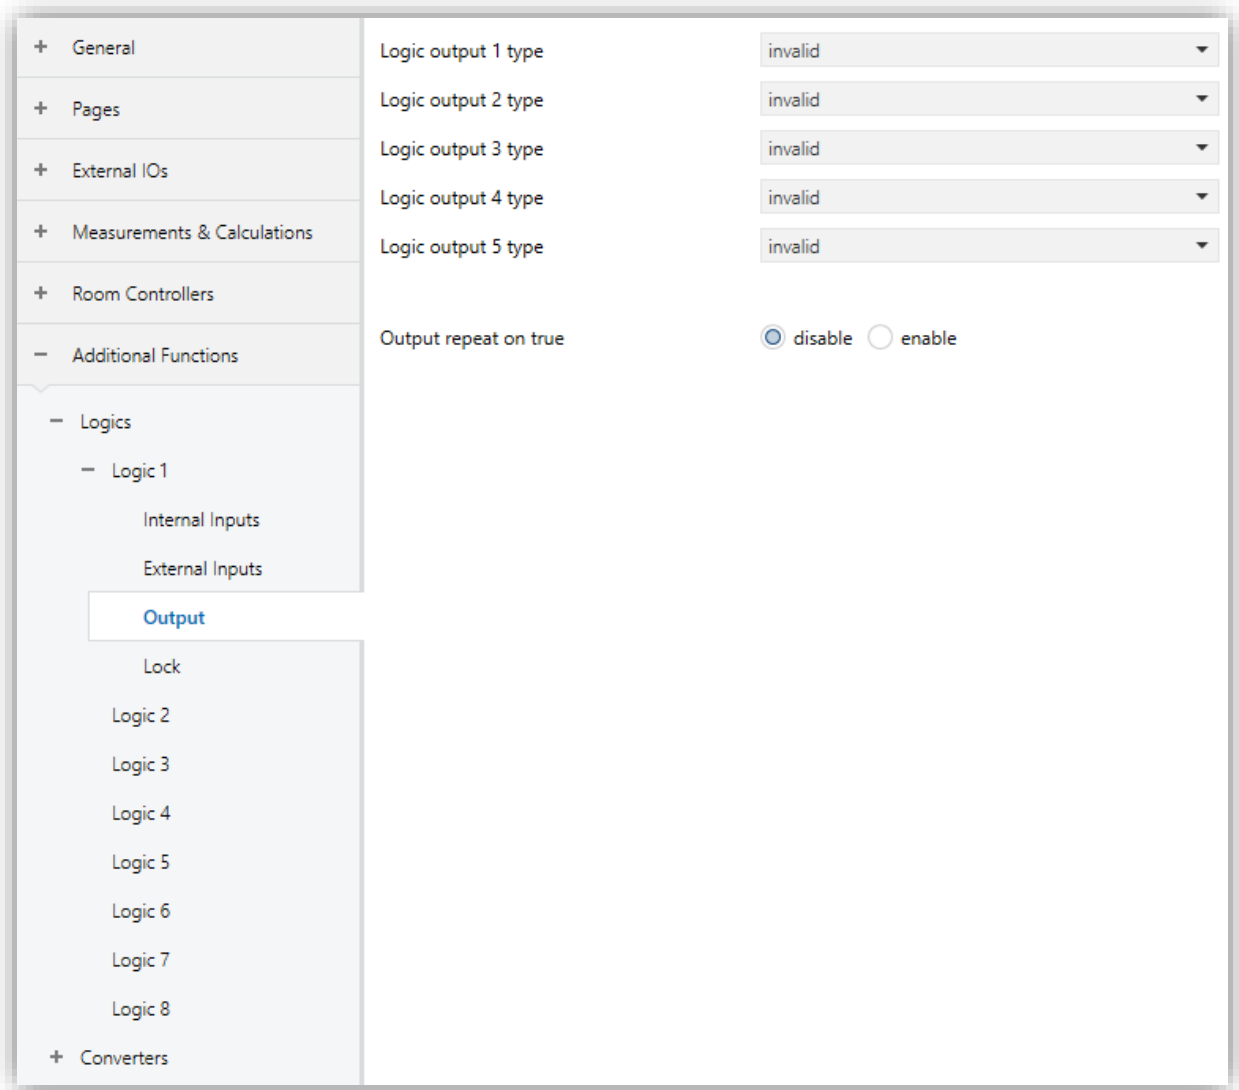 General
Pages
External IOs
Measurements & Calculations
Room Controllers
Additional Functions
Logics
Logic 1
Internal Inputs
External Inputs
Output
Lock
Logic 2
Logic 3
Logic 4
Logic 5
Logic 6
Logic 7
Logic 8
Converters
Logic output 1 type invalid
Logic output 2 type invalid
Logic output 3 type invalid
Logic output 4 type invalid
Logic output 5 type invalid
Output repeat on true disable enable